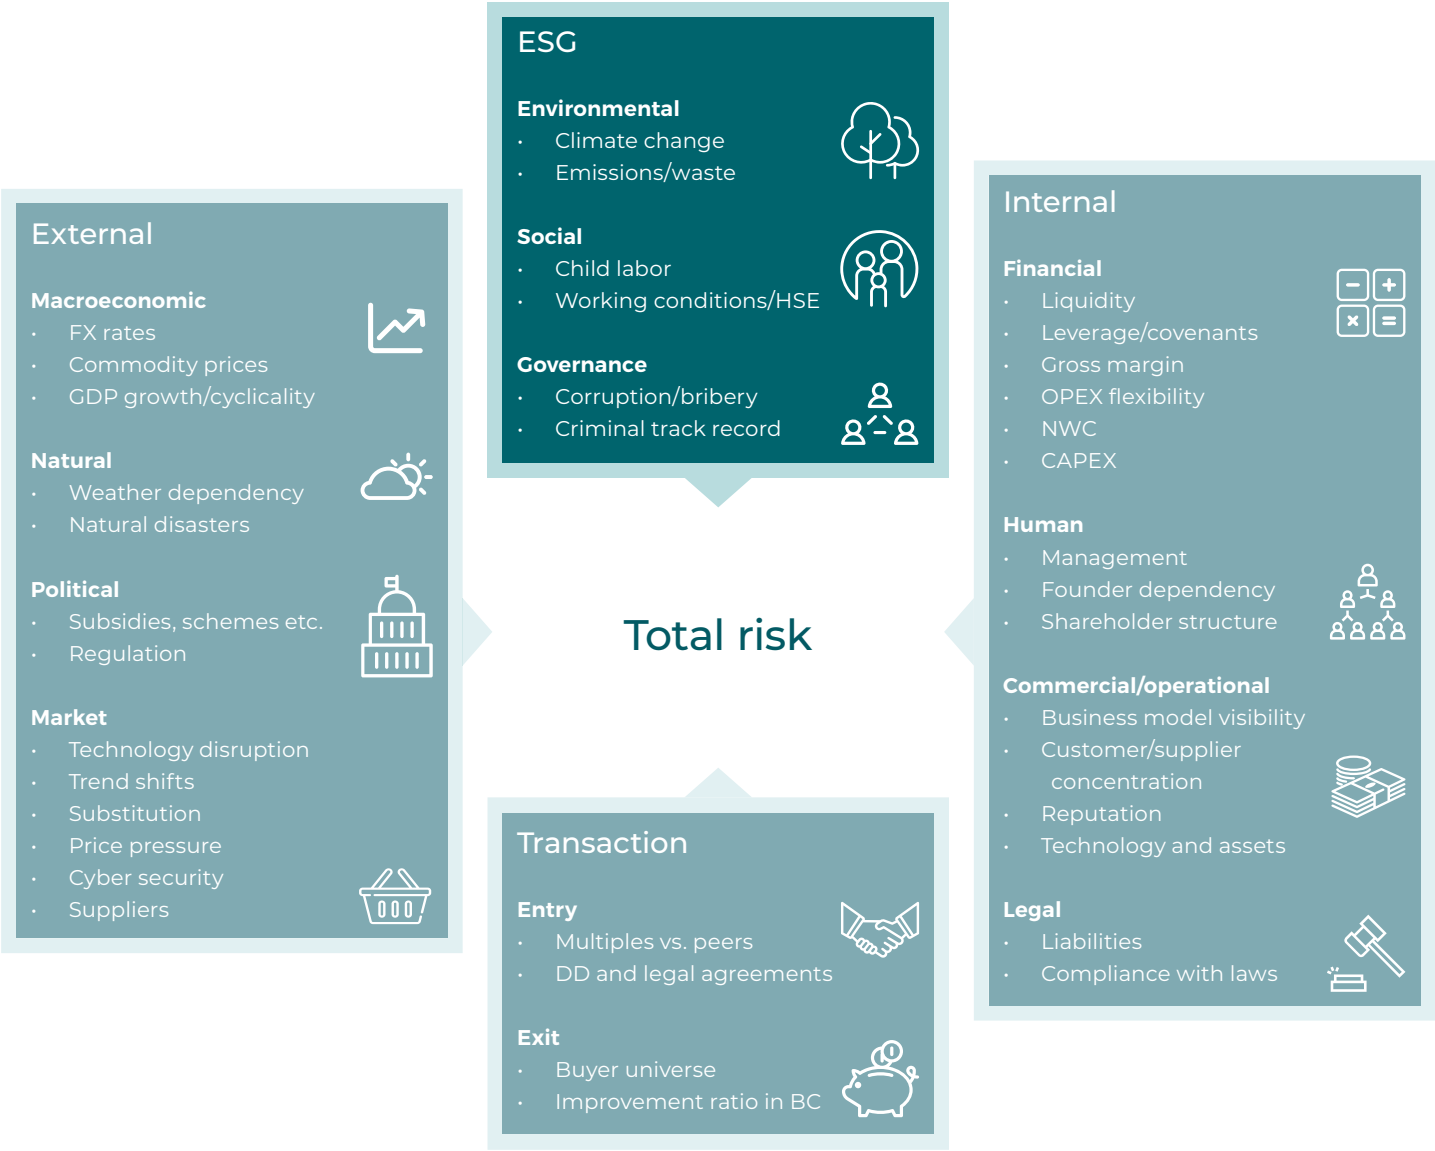 ESG
Environmental
• Climate change
• Emissions/waste
Social
• Child labor
• Working conditions/HSE
Governance
• Corruption/bribery
• Criminal track record
External
Macroeconomic
• FX rates
• Commodity prices
• GDP growth/cyclicality
Natural
• Weather dependency
• Natural disasters
Political
• Subsidies, schemes etc.
• Regulation
Market
• Technology disruption
• Trend shifts
• Substitution
• Price pressure
• Cyber security
• Suppliers
Total risk
Internal
Financial
• Liquidity
• Leverage/covenants
• Gross margin
• OPEX flexibility
• NWC
• CAPEX
Human
• Management
• Founder dependency
• Shareholder structure
Commercial/operational
• Business model visibility
• Customer/supplier
concentration
• Reputation
• Technology and assets
Legal
• Liabilities
• Compliance with laws
Transaction
Entry
• Multiples vs. peers
• DD and legal agreements
Exit
• Buyer universe
• Improvement ratio in BC